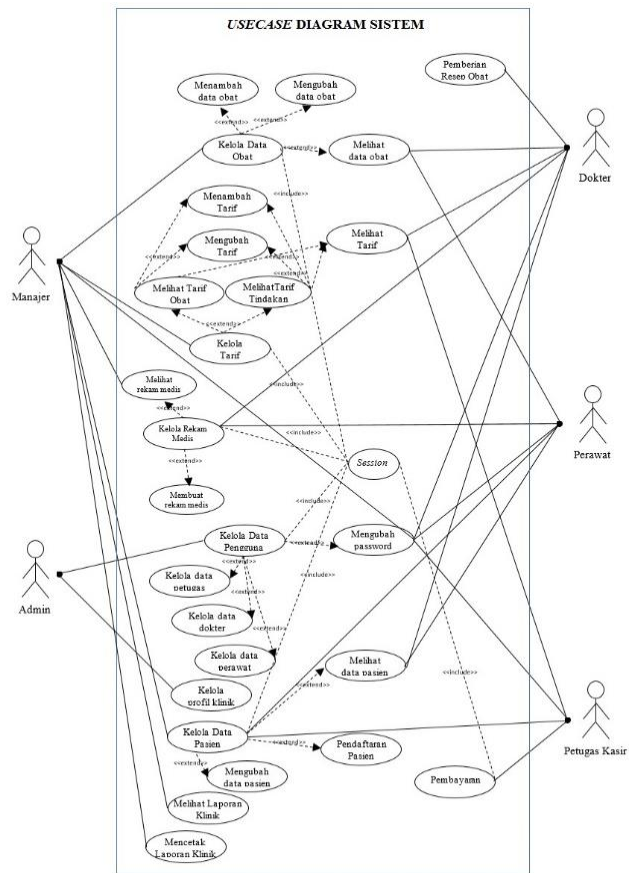 USECASE DIAGRAM SISTEM
Pemberian
Resep Obat
Menambah
data obat
Mengubah
data obat
<<extend>>
<<extend>>
Kelola Data
Obat
<<extend>>
Melihat
data obat
Dokter
Menambah
Tarif
<<include>>
Mengubah
Tarif
Melihat
Tarif
<<extend>>
<<extend>>
<<extend>>
Melihat Tarif
Obat
MelihatTarif
Tindakan
Manajer
<<extend>>
Kelola
Tarif
Melihat
rekam medis
<<include>>
<<extend>>
Kelola Rekam
Medis
<<include>>
Perawat
<<extend>>
Session
Membuat
rekam medis
<<include>>
Kelola Data
Pengguna
<<extend>>
Mengubah
password
<<extend>>
Kelola data
petugas
<<include>>
<<extend>>
Admin
Kelola data
dokter
<<extend>>
Kelola data
perawat
Melihat
data pasien
<<include>>
<<extend>>
Kelola
profil klinik
Kelola Data
Pasien
<<extend>>
Pendaftaran
Pasien
Petugas Kasir
<<extend>>
Mengubah
data pasien
Pembayaran
Melihat Laporan
Klinik
Mencetak
Laporan Klinik